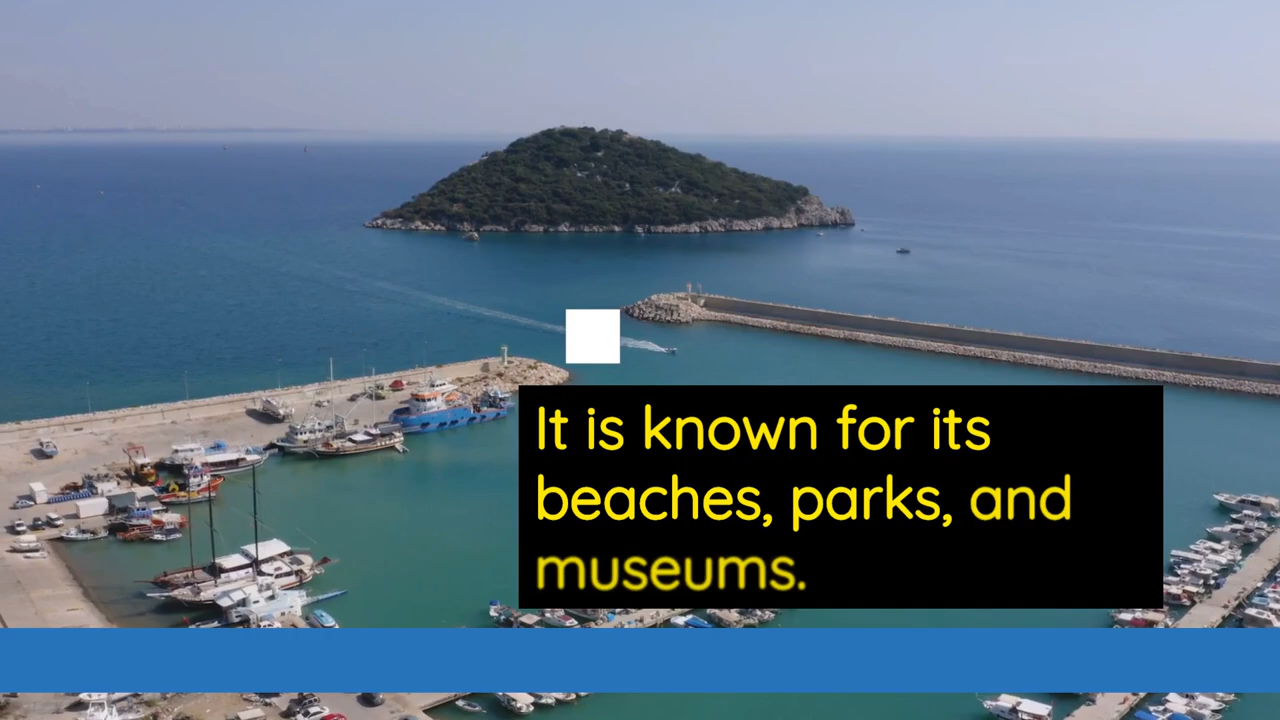 It is known for its
beaches, parks, and
museums.